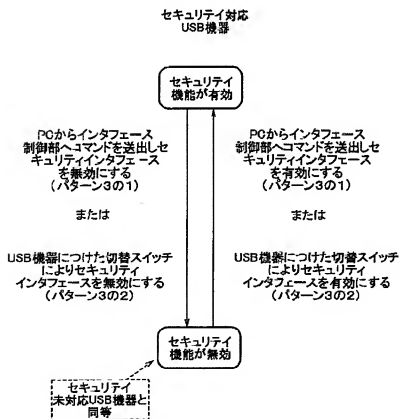 セキュリテイ対応
USB機器
セキュリテイ
機能が有効
PCからインタフェース
制御部へコマンドを送出しセ
キュリティインタフェース
を無効にする
(パターン3の1)
または
USB機器につけた切替スイッチ
によりセキュリティ
インタフェースを無効にする
(パターン3の2)
PCからインタフェース
制御部へコマンドを送出しセ
キュリティインタフェース
を有効にする
(パターン3の1)
または
USB機器につけた切替スイッチ
によりセキュリティ
インタフェースを有効にする
(パターン3の2)
セキュリテイ
機能が無効
セキュリテイ
未対応USB機器と
同等